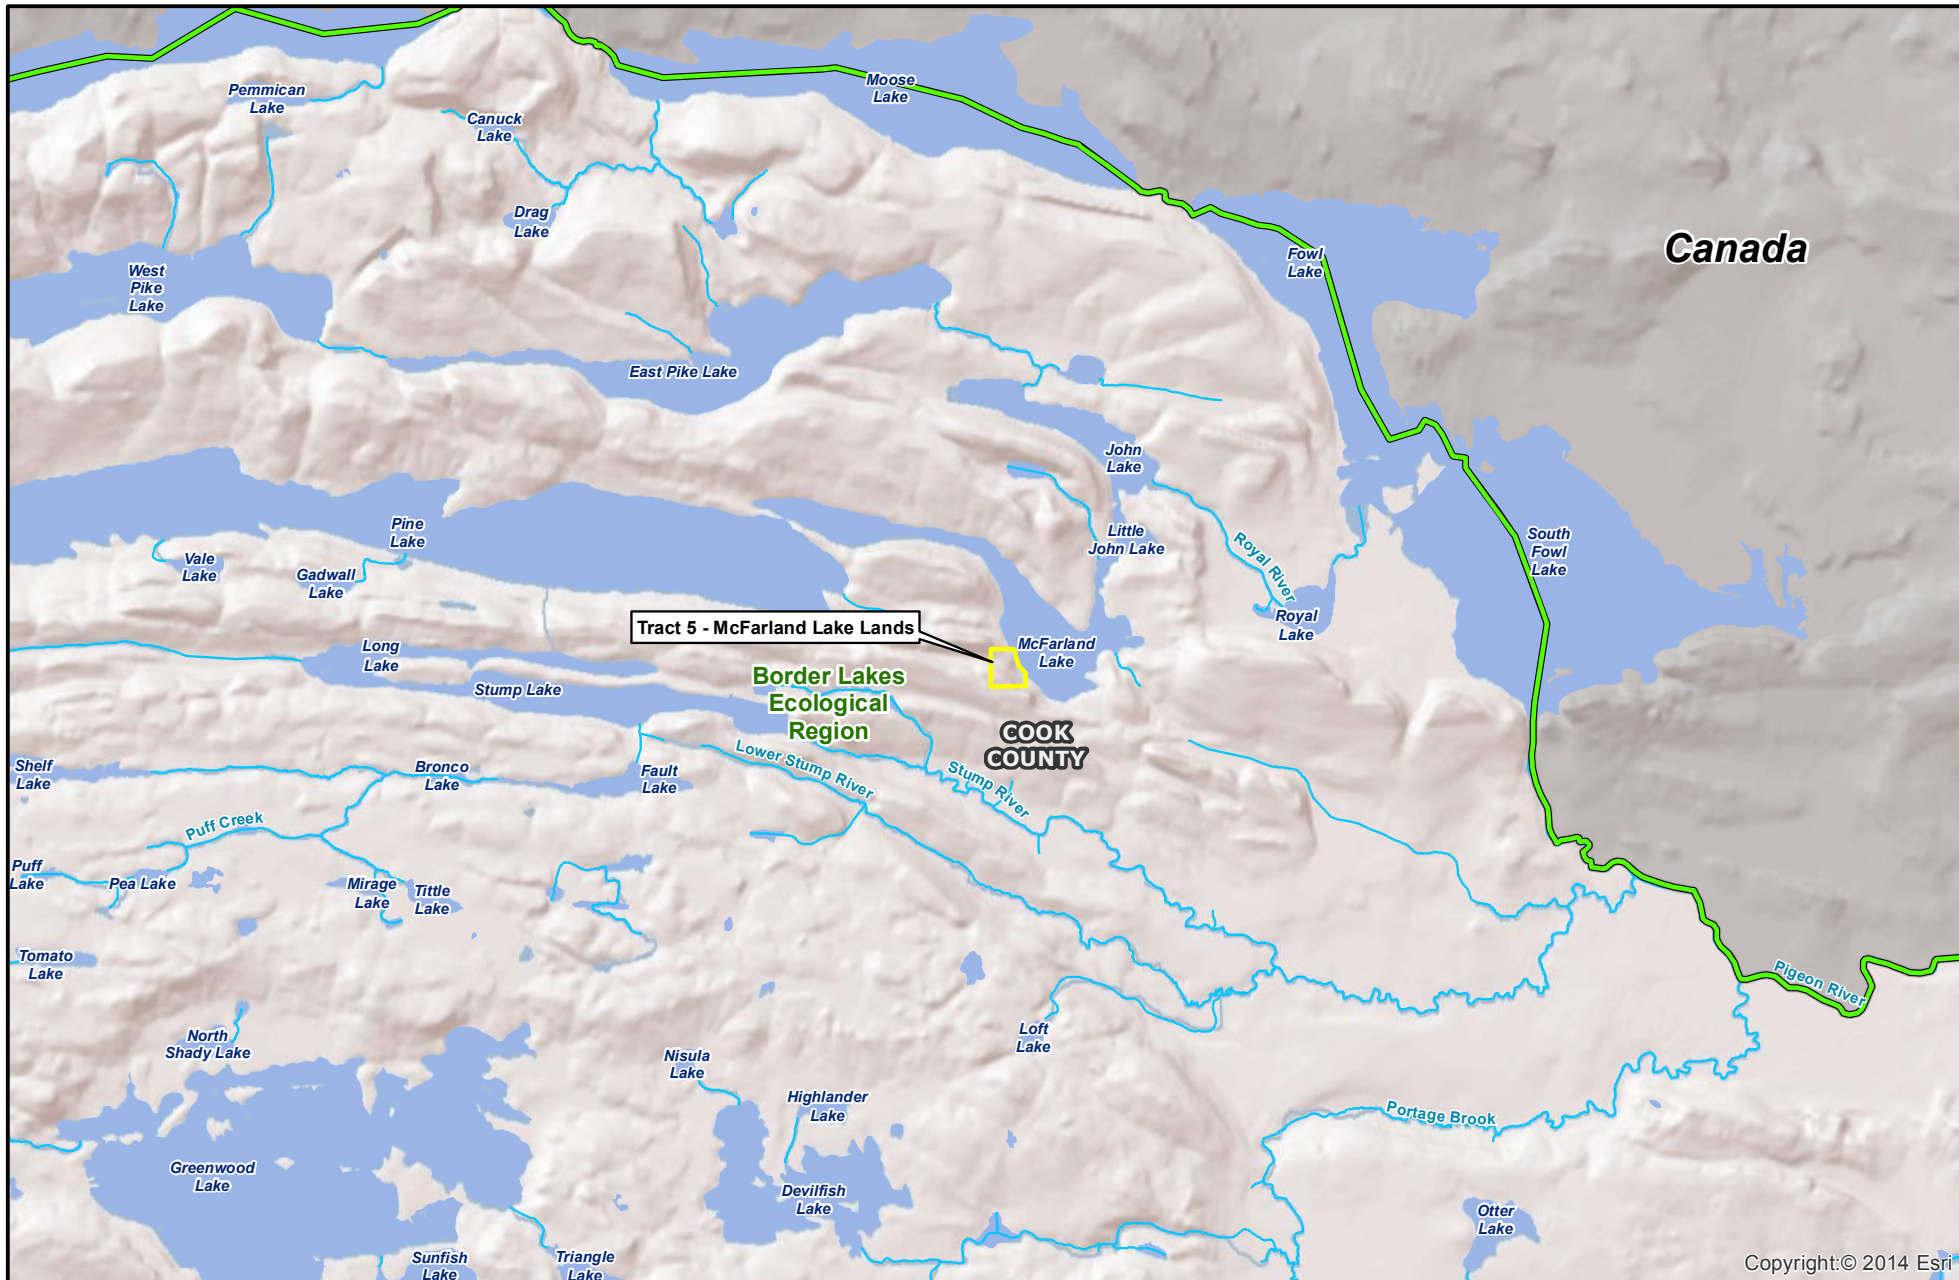 Moose
Lake
Pemmican
Lake
Canuck
Lake
Drag
Lake
Canada
Fowl
Lake
West
Pike
Lake
East Pike Lake
John
Lake
Pine
Lake
Little
John Lake
South
Fowl
Lake
Vale
Lake
Gadwall
Lake
Royal River
Royal
Lake
Tract 5 - McFarland Lake Lands
McFarland
Lake
Long
Lake
Stump Lake
Border Lakes
Ecological
Region
COOK
COUNTY
Lower Stump River
Stump River
Shelf
Lake
Bronco
Lake
Fault
Lake
Puff Creek
Puff
Lake
Pea Lake
Mirage
Lake
Tittle
Lake
Tomato
Lake
Pigeon River
North
Shady Lake
Loft
Lake
Nisula
Lake
Highlander
Lake
Portage Brook
Greenwood
Lake
Devilfish
Lake
Otter
Lake
Sunfish
Lake
Triangle
Lake
Copyright:© 2014 Esri